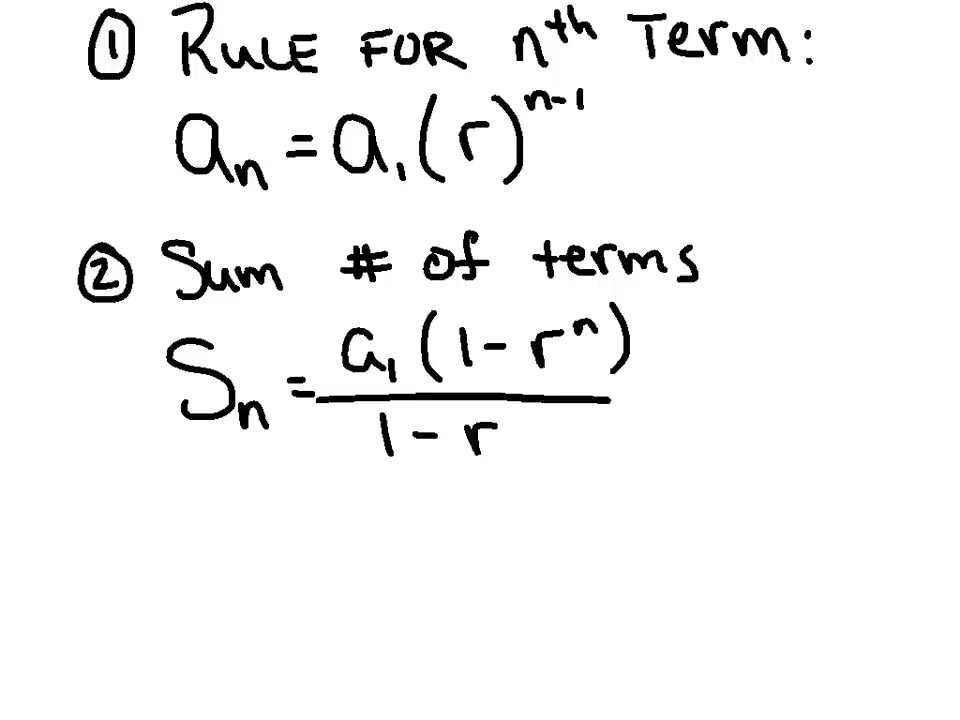 ① RULE FOR nᵗʰ Term:
aₙ = a₁(r)ⁿ⁻¹
② Sum # of terms
Sₙ = a₁(1-rⁿ)
1-r